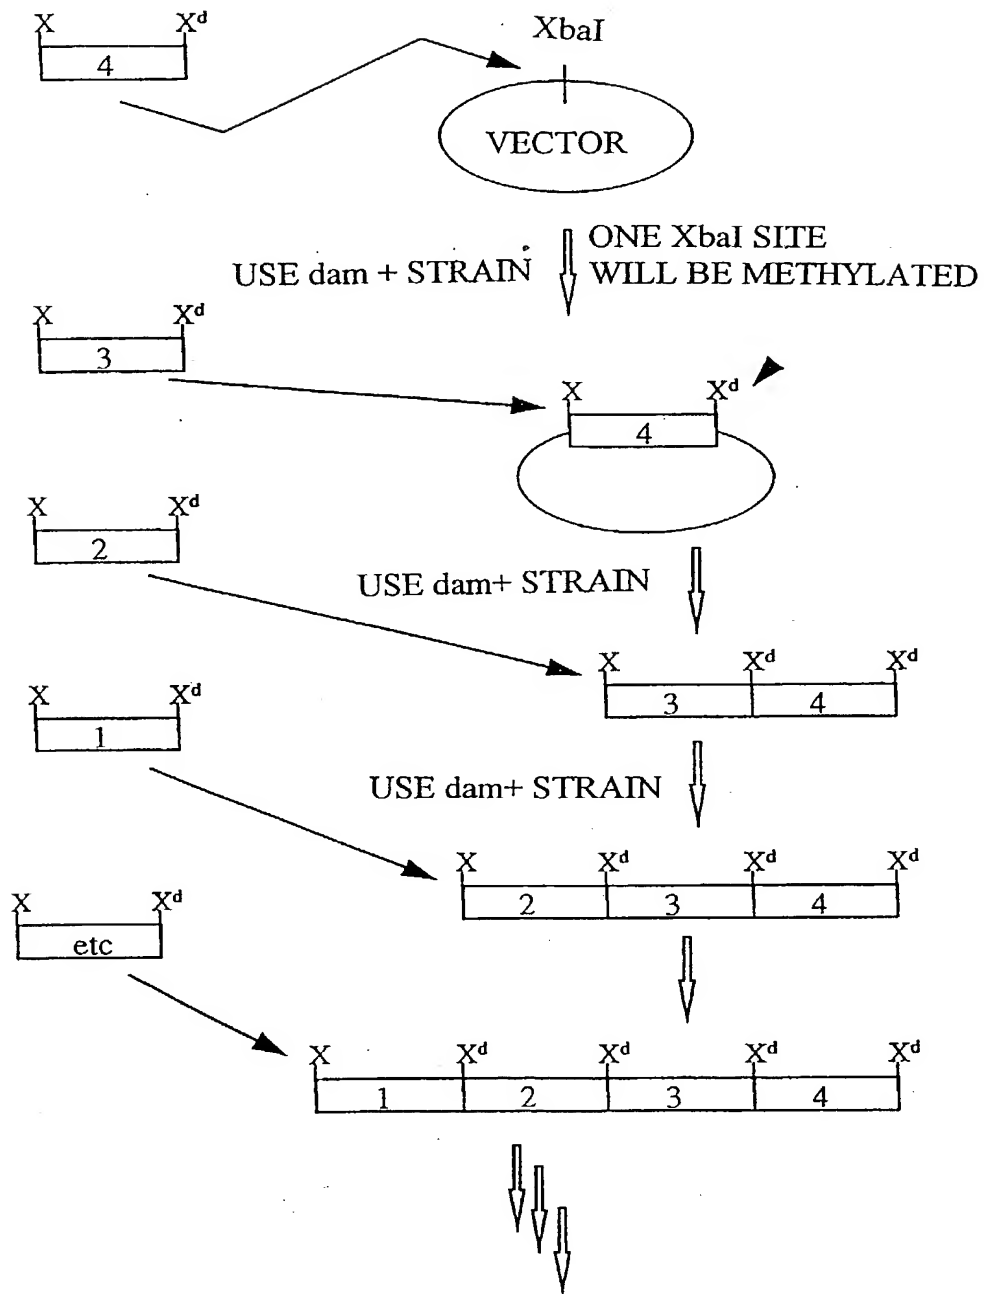 X X^d XbaI
4
VECTOR
ONE XbaI SITE
USE dam + STRAIN WILL BE METHYLATED
X X^d
3
X X^d
4
X X^d
2
USE dam+ STRAIN
X X^d X^d
3 4
X X^d
1
USE dam+ STRAIN
X X^d X^d X^d
2 3 4
X X^d
etc
X X^d X^d X^d X^d
1 2 3 4